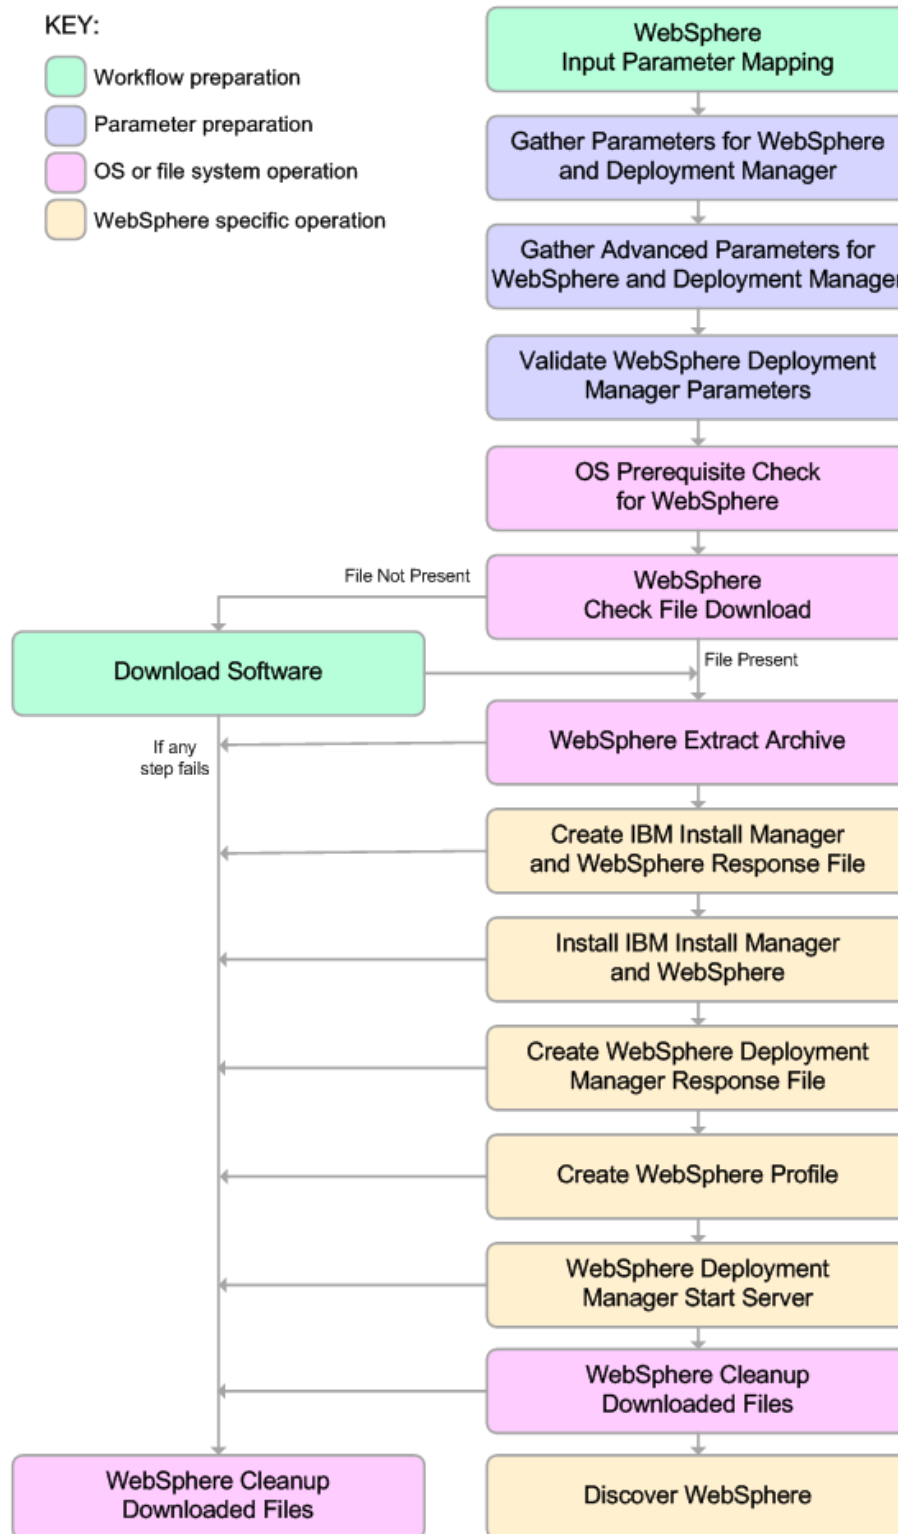 KEY:
Workflow preparation
Parameter preparation
OS or file system operation
WebSphere specific operation
WebSphere
Input Parameter Mapping
Gather Parameters for WebSphere
and Deployment Manager
Gather Advanced Parameters for
WebSphere and Deployment Manager
Validate WebSphere Deployment
Manager Parameters
OS Prerequisite Check
for WebSphere
File Not Present
WebSphere
Check File Download
Download Software
File Present
If any
step fails
WebSphere Extract Archive
Create IBM Install Manager
and WebSphere Response File
Install IBM Install Manager
and WebSphere
Create WebSphere Deployment
Manager Response File
Create WebSphere Profile
WebSphere Deployment
Manager Start Server
WebSphere Cleanup
Downloaded Files
WebSphere Cleanup
Downloaded Files
Discover WebSphere